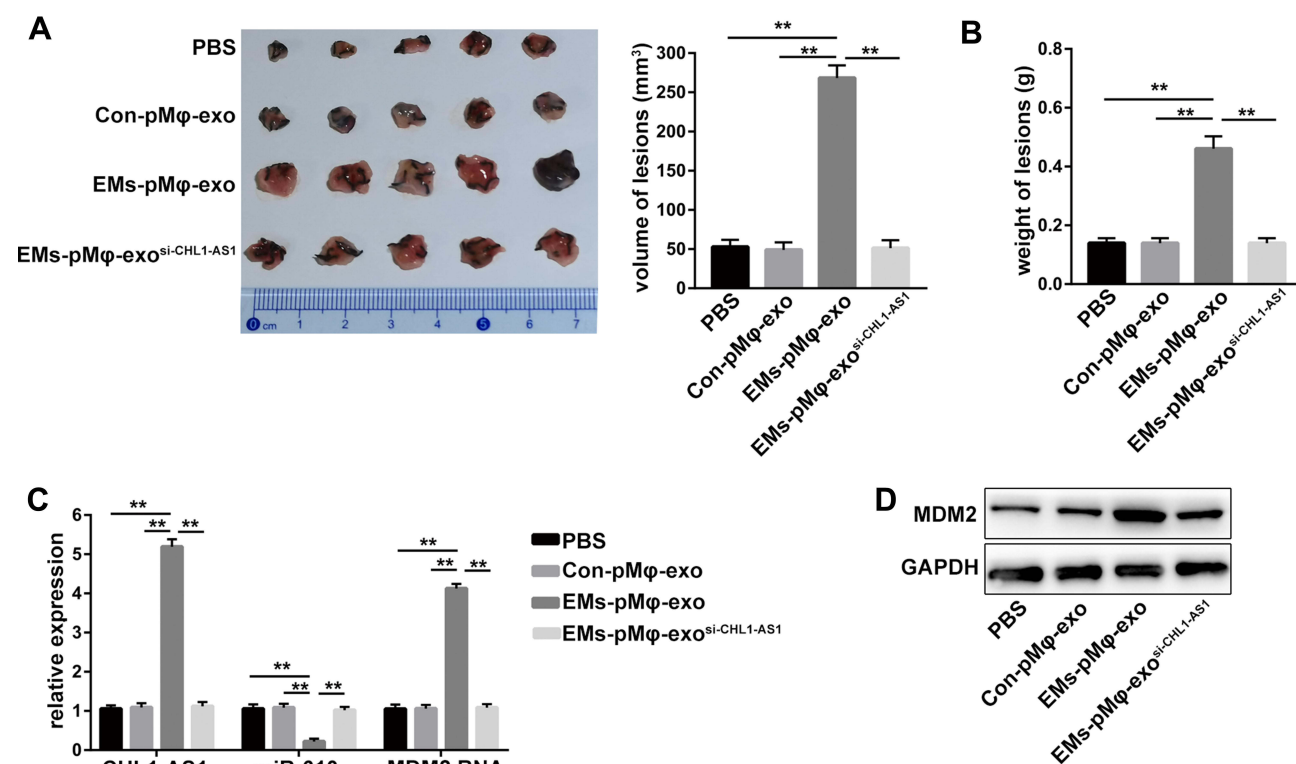 A
PBS
Con-pMφ-exo
EMs-pMφ-exo
EMs-pMφ-exosi-CHL1-AS1
0 cm 1 2 3 4 5 6 7
volume of lesions (mm3)
300
250
200
150
100
50
0
**
** **
PBS
Con-pMφ-exo
EMs-pMφ-exo
EMs-pMφ-exosi-CHL1-AS1
B
weight of lesions (g)
0.8
0.6
0.4
0.2
0.0
**
** **
PBS
Con-pMφ-exo
EMs-pMφ-exo
EMs-pMφ-exosi-CHL1-AS1
C
relative expression
6
5
4
3
2
1
0
**
** **
**
** **
**
** **
CHL1-AS1
MDM2 RNA
PBS
Con-pMφ-exo
EMs-pMφ-exo
EMs-pMφ-exosi-CHL1-AS1
D
MDM2
GAPDH
PBS
Con-pMφ-exo
EMs-pMφ-exo
EMs-pMφ-exosi-CHL1-AS1